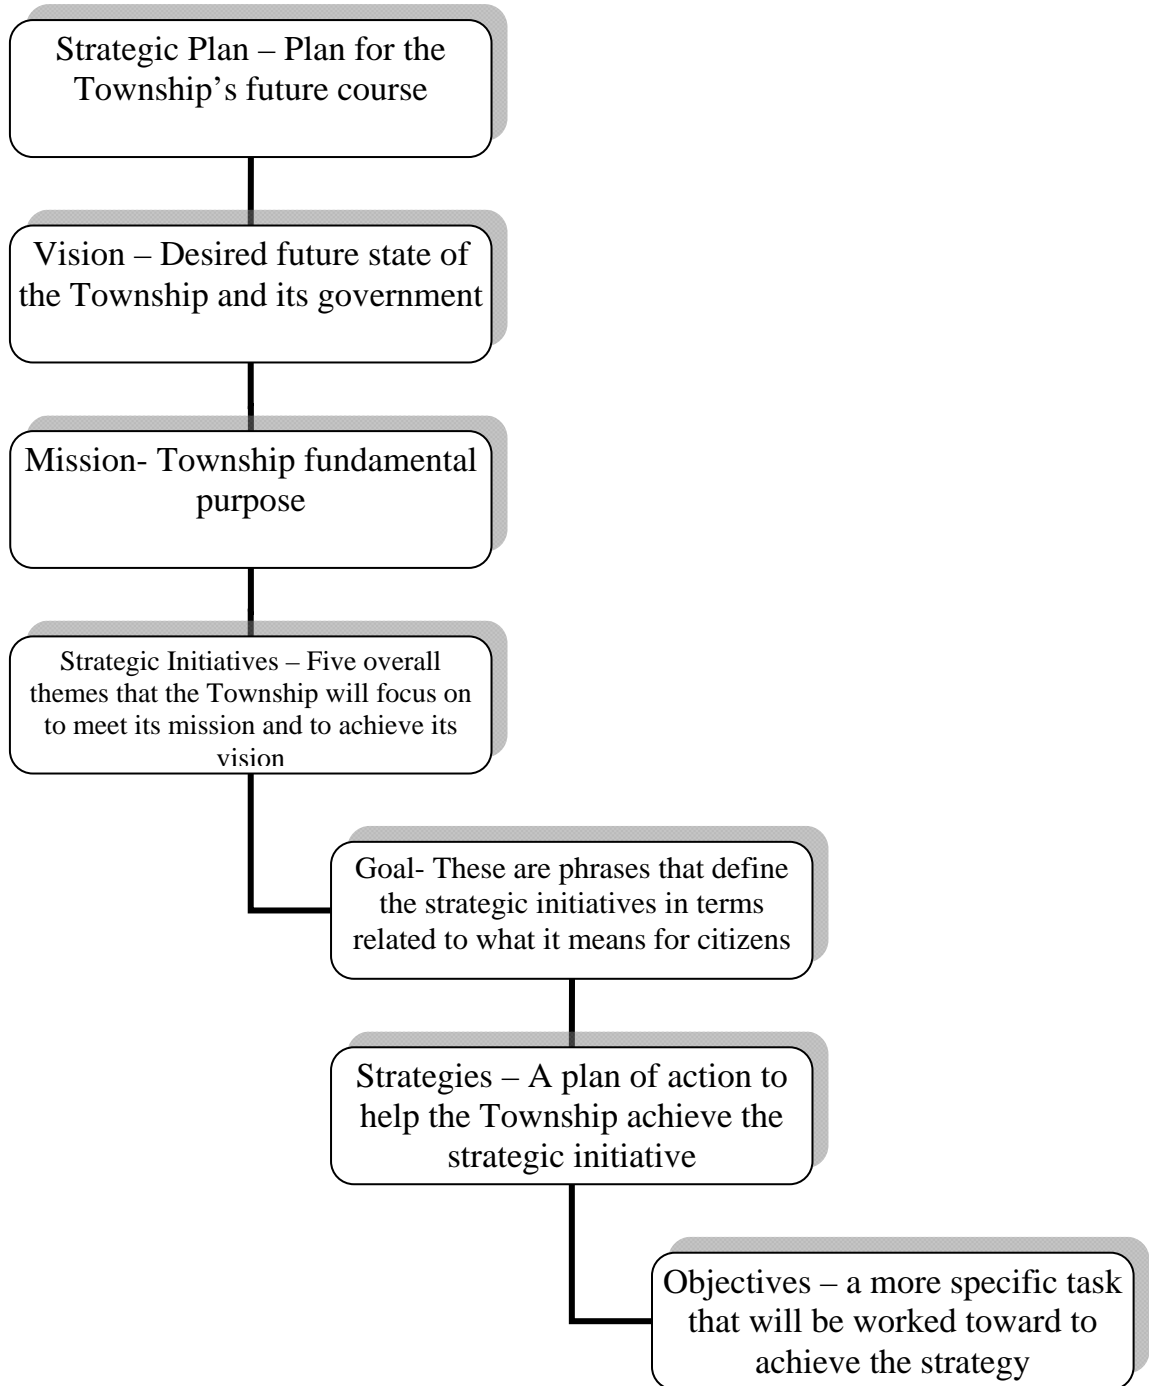 Strategic Plan – Plan for the
Township’s future course
Vision – Desired future state of
the Township and its government
Mission- Township fundamental
purpose
Strategic Initiatives – Five overall
themes that the Township will focus on
to meet its mission and to achieve its
vision
Goal- These are phrases that define
the strategic initiatives in terms
related to what it means for citizens
Strategies – A plan of action to
help the Township achieve the
strategic initiative
Objectives – a more specific task
that will be worked toward to
achieve the strategy